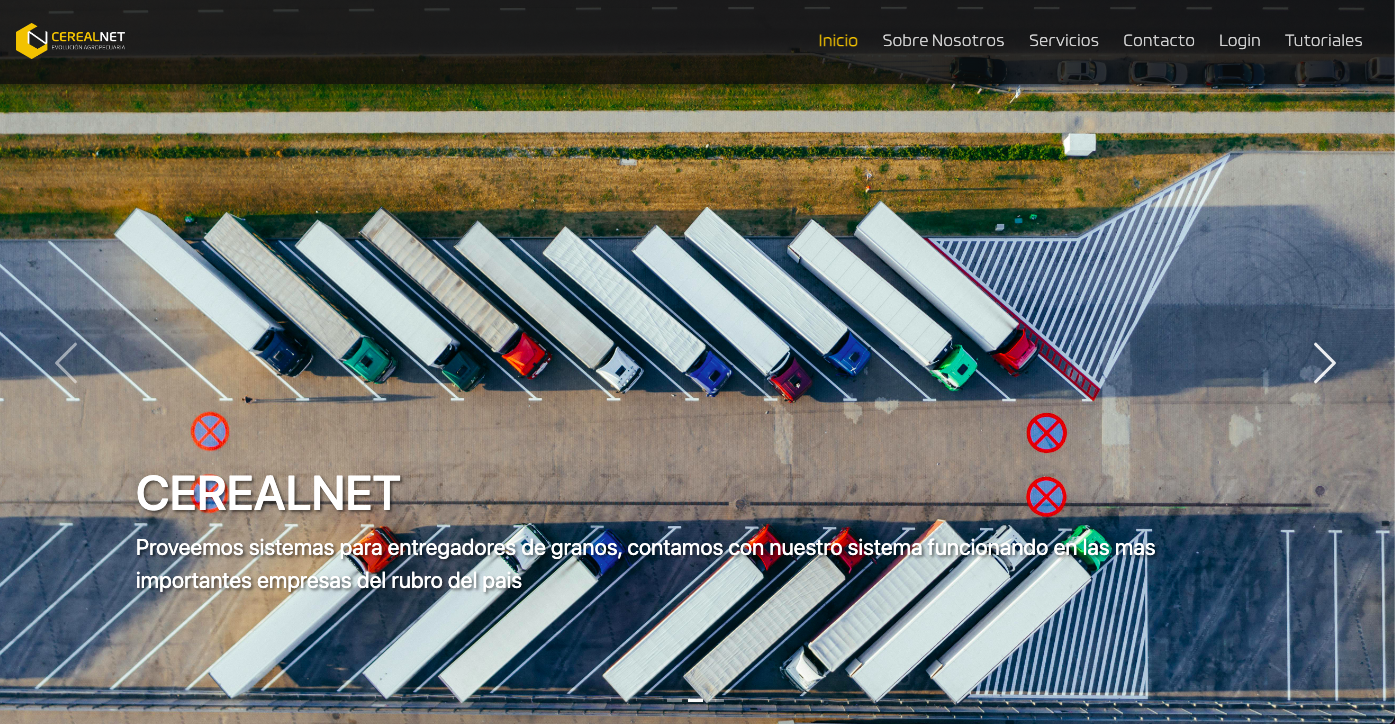 CEREALNET
EVOLUCIÓN AGROPECUARIA
Inicio Sobre Nosotros Servicios Contacto Login Tutoriales
CEREALNET
Proveemos sistemas para entregadores de granos, contamos con nuestro sistema funcionando en las mas
importantes empresas del rubro del país